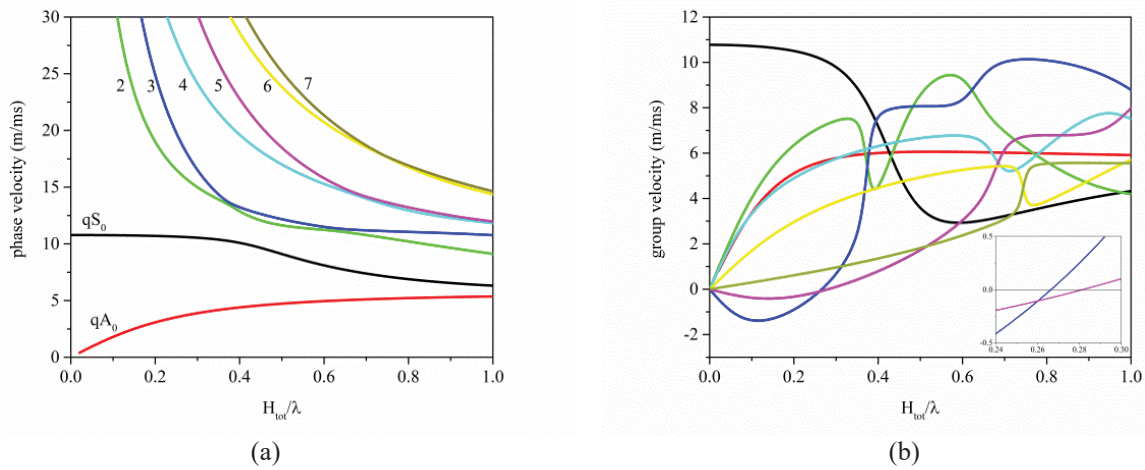 30
25
20
15
10
5
0
phase velocity (m/ms)
2 3 4 5 6 7
qS₀
qA₀
0.0 0.2 0.4 0.6 0.8 1.0
H_tot/λ
(a)
12
10
8
6
4
2
0
-2
group velocity (m/ms)
0.5
0.0
-0.5
0.24 0.26 0.28 0.30
0.0 0.2 0.4 0.6 0.8 1.0
H_tot/λ
(b)